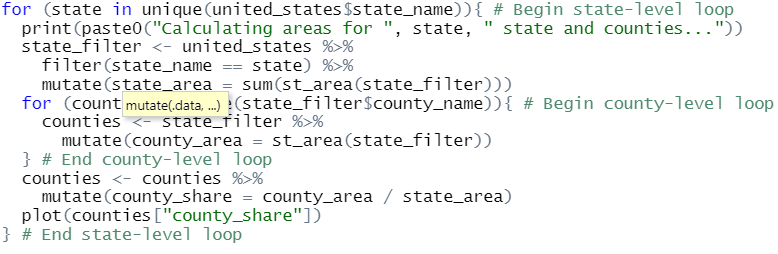 for (state in unique(united_states$state_name)){ # Begin state-level loop
  print(paste0("Calculating areas for ", state, " state and counties..."))
  state_filter <- united_states %>%
    filter(state_name == state) %>%
    mutate(state_area = sum(st_area(state_filter)))
  for (count mutate(.data, ...) e(state_filter$county_name)){ # Begin county-level loop
    counties <- state_filter %>%
      mutate(county_area = st_area(state_filter))
  } # End county-level loop
  counties <- counties %>%
    mutate(county_share = county_area / state_area)
  plot(counties["county_share"])
} # End state-level loop